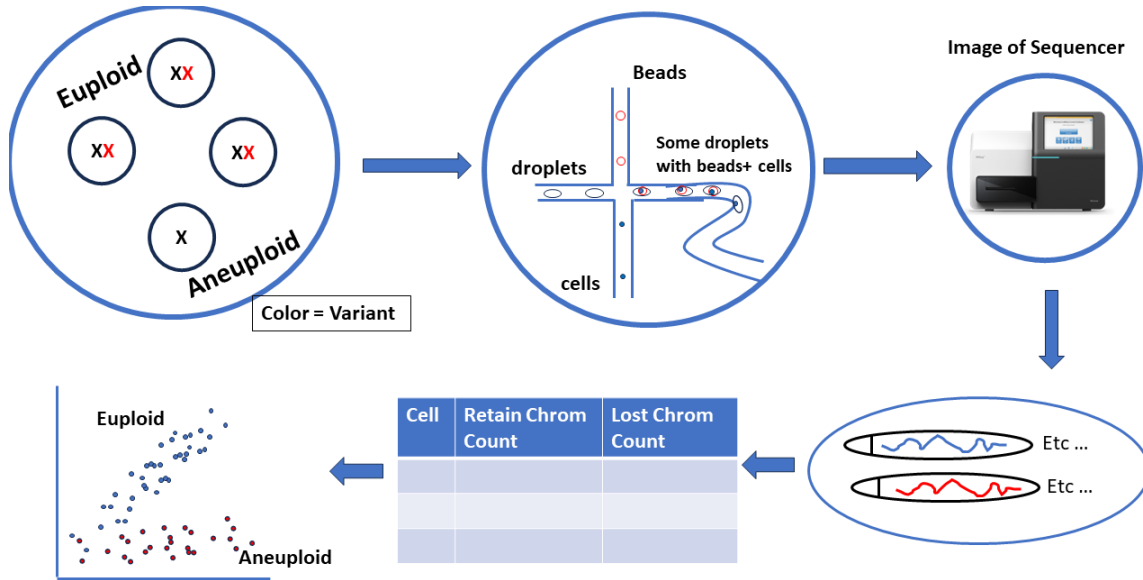 Euploid
XX
XX
XX
X
Aneuploid
Color = Variant
Beads
droplets
Some droplets
with beads+ cells
cells
Image of Sequencer
Etc ...
Etc ...
Cell
Retain Chrom
Count
Lost Chrom
Count
Euploid
Aneuploid